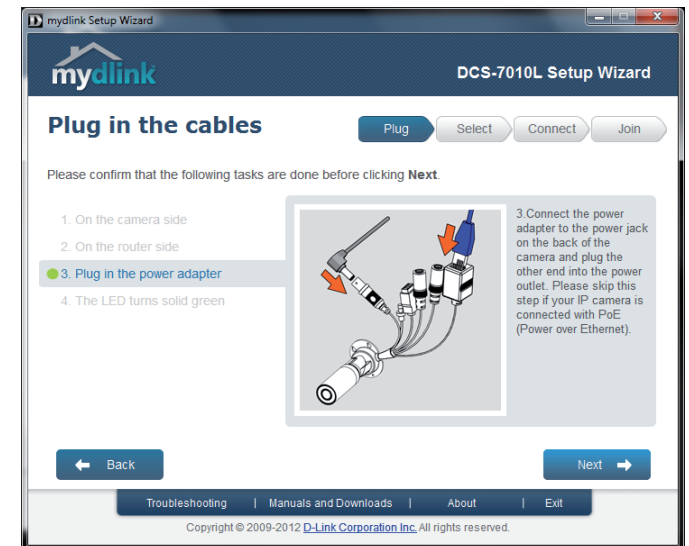 mydlink Setup Wizard
mydlink
DCS-7010L Setup Wizard
Plug in the cables
Plug
Select
Connect
Join
Please confirm that the following tasks are done before clicking Next.
1. On the camera side
2. On the router side
3. Plug in the power adapter
4. The LED turns solid green
3.Connect the power
adapter to the power jack
on the back of the
camera and plug the
other end into the power
outlet. Please skip this
step if your IP camera is
connected with PoE
(Power over Ethernet).
Back
Next
Troubleshooting | Manuals and Downloads | About | Exit
Copyright © 2009-2012 D-Link Corporation Inc. All rights reserved.